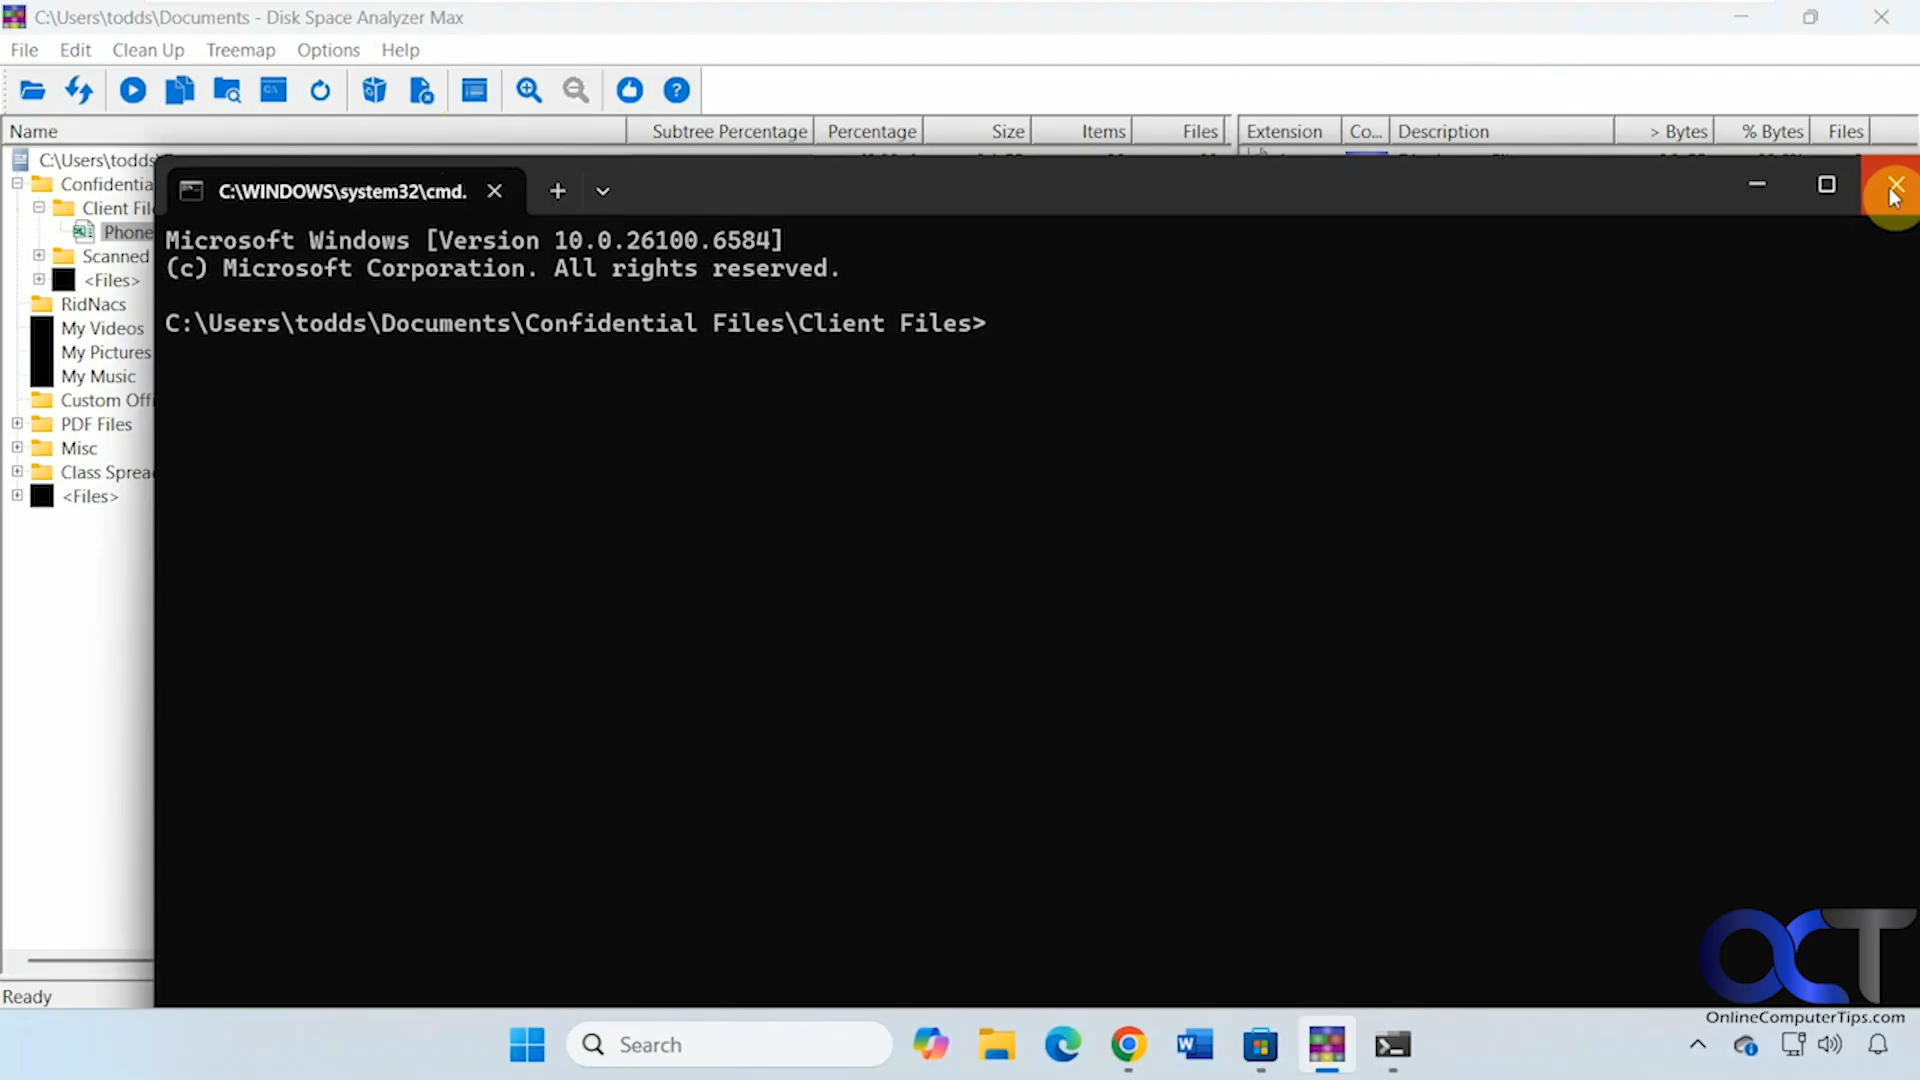 C:\Users\todds\Documents - Disk Space Analyzer Max
File Edit Clean Up Treemap Options Help
Name Subtree Percentage Percentage Size Items Files Extension Co... Description > Bytes % Bytes Files
C:\Users\todds
Confidentia
Client File
Phone
Scanned
<Files>
RidNacs
My Videos
My Pictures
My Music
Custom Offi
PDF Files
Misc
Class Sprea
<Files>
C:\WINDOWS\system32\cmd.
Microsoft Windows [Version 10.0.26100.6584]
(c) Microsoft Corporation. All rights reserved.
C:\Users\todds\Documents\Confidential Files\Client Files>
Ready
OCT
OnlineComputerTips.com
Search